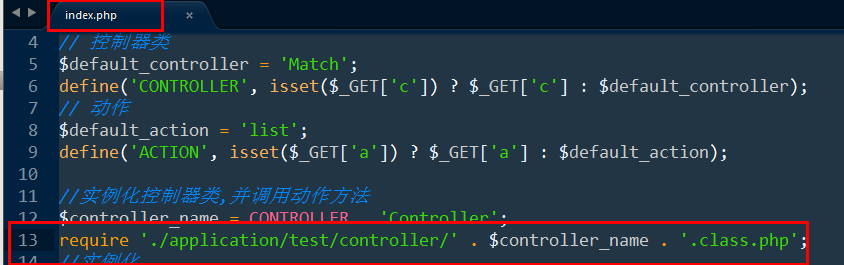 index.php
4 // 控制器类
5 $default_controller = 'Match';
6 define('CONTROLLER', isset($_GET['c']) ? $_GET['c'] : $default_controller);
7 // 动作
8 $default_action = 'list';
9 define('ACTION', isset($_GET['a']) ? $_GET['a'] : $default_action);
10
11 //实例化控制器类,并调用动作方法
12 $controller_name = CONTROLLER . 'Controller';
13 require './application/test/controller/' . $controller_name . '.class.php';
14 //实例化